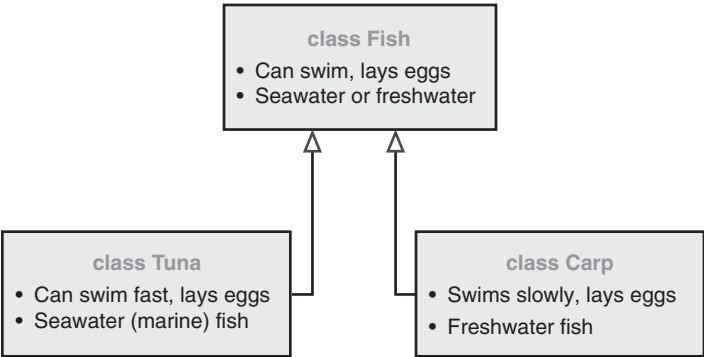 class Fish
• Can swim, lays eggs
• Seawater or freshwater
class Tuna
• Can swim fast, lays eggs
• Seawater (marine) fish
class Carp
• Swims slowly, lays eggs
• Freshwater fish